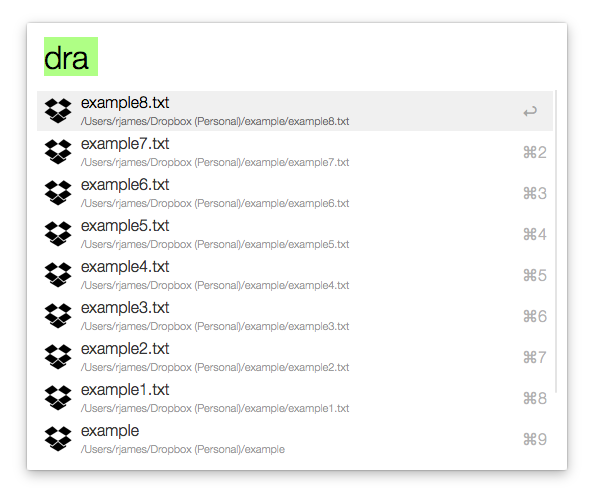 dra
example8.txt
/Users/rjames/Dropbox (Personal)/example/example8.txt
↩
example7.txt
/Users/rjames/Dropbox (Personal)/example/example7.txt
⌘2
example6.txt
/Users/rjames/Dropbox (Personal)/example/example6.txt
⌘3
example5.txt
/Users/rjames/Dropbox (Personal)/example/example5.txt
⌘4
example4.txt
/Users/rjames/Dropbox (Personal)/example/example4.txt
⌘5
example3.txt
/Users/rjames/Dropbox (Personal)/example/example3.txt
⌘6
example2.txt
/Users/rjames/Dropbox (Personal)/example/example2.txt
⌘7
example1.txt
/Users/rjames/Dropbox (Personal)/example/example1.txt
⌘8
example
/Users/rjames/Dropbox (Personal)/example
⌘9